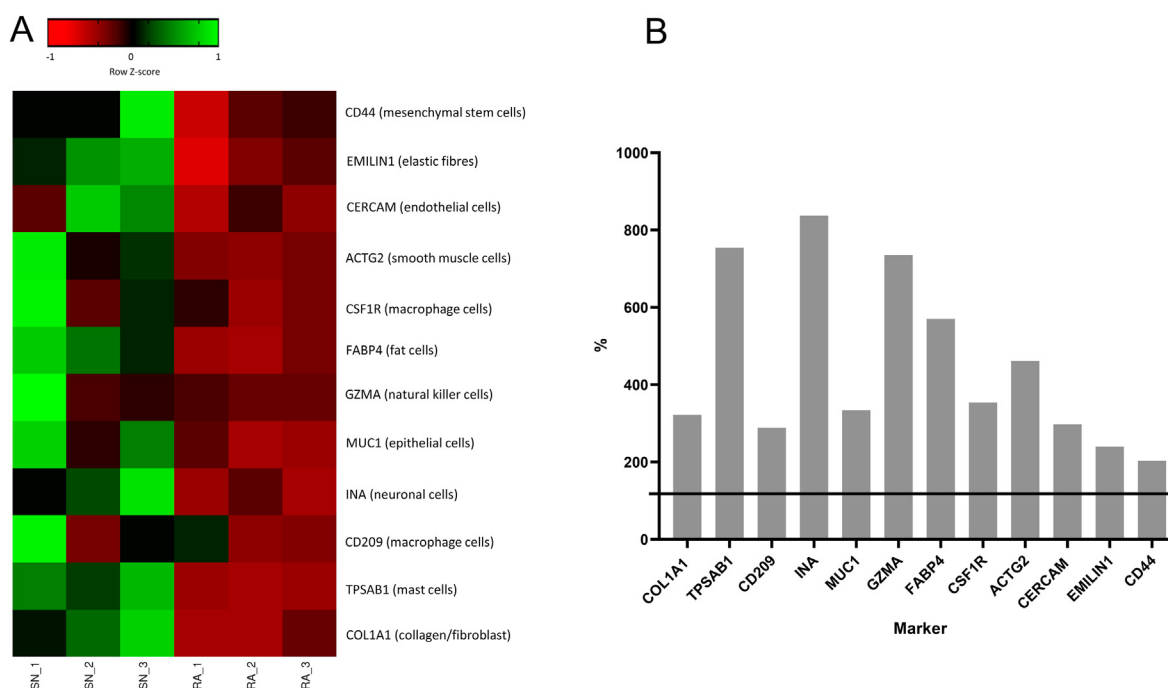 A
B
-1 0 1
Row Z-score
CD44 (mesenchymal stem cells)
EMILIN1 (elastic fibres)
CERCAM (endothelial cells)
ACTG2 (smooth muscle cells)
CSF1R (macrophage cells)
FABP4 (fat cells)
GZMA (natural killer cells)
MUC1 (epithelial cells)
INA (neuronal cells)
CD209 (macrophage cells)
TPSAB1 (mast cells)
COL1A1 (collagen/fibroblast)
SN_1 SN_2 SN_3 RA_1 RA_2 RA_3
1000
800
600
400
200
0
%
COL1A1 TPSAB1 CD209 INA MUC1 GZMA FABP4 CSF1R ACTG2 CERCAM EMILIN1 CD44
Marker